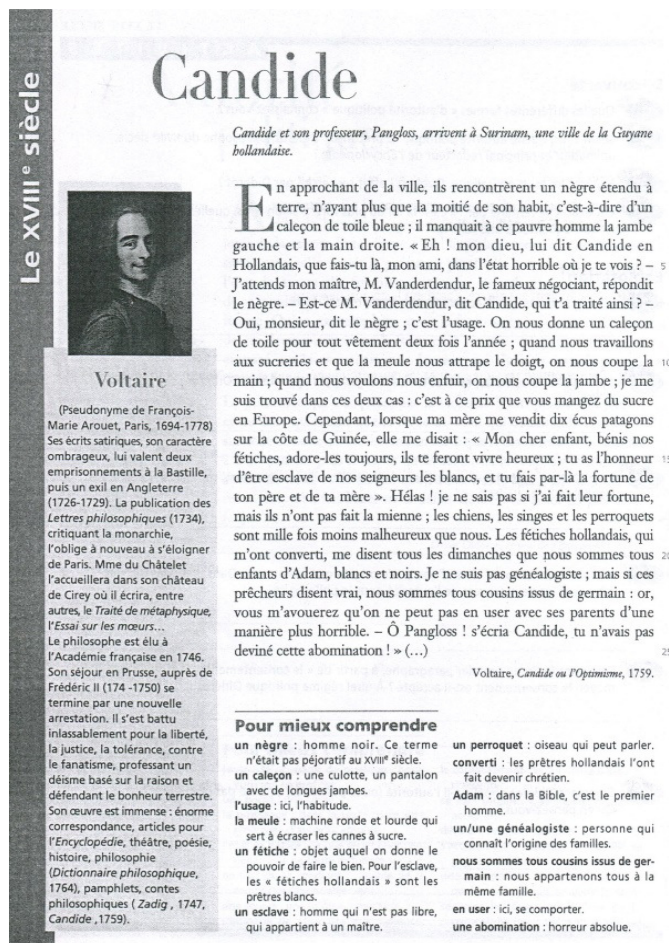 Le XVIIIe siècle
Candide
Candide et son professeur, Pangloss, arrivent à Surinam, une ville de la Guyane
hollandaise.
En approchant de la ville, ils rencontrèrent un nègre étendu à
terre, n'ayant plus que la moitié de son habit, c'est-à-dire d'un
caleçon de toile bleue ; il manquait à ce pauvre homme la jambe
gauche et la main droite. « Eh ! mon dieu, lui dit Candide en
Hollandais, que fais-tu là, mon ami, dans l'état horrible où je te vois ? – 5
J'attends mon maître, M. Vanderdendur, le fameux négociant, répondit
le nègre. – Est-ce M. Vanderdendur, dit Candide, qui t'a traité ainsi ? –
Oui, monsieur, dit le nègre ; c'est l'usage. On nous donne un caleçon
de toile pour tout vêtement deux fois l'année ; quand nous travaillons
aux sucreries et que la meule nous attrape le doigt, on nous coupe la 10
main ; quand nous voulons nous enfuir, on nous coupe la jambe ; je me
suis trouvé dans ces deux cas : c'est à ce prix que vous mangez du sucre
en Europe. Cependant, lorsque ma mère me vendit dix écus patagons
sur la côte de Guinée, elle me disait : « Mon cher enfant, bénis nos
fétiches, adore-les toujours, ils te feront vivre heureux ; tu as l'honneur 15
d'être esclave de nos seigneurs les blancs, et tu fais par-là la fortune de
ton père et de ta mère ». Hélas ! je ne sais pas si j'ai fait leur fortune,
mais ils n'ont pas fait la mienne ; les chiens, les singes et les perroquets
sont mille fois moins malheureux que nous. Les fétiches hollandais, qui
m'ont converti, me disent tous les dimanches que nous sommes tous 20
enfants d'Adam, blancs et noirs. Je ne suis pas généalogiste ; mais si ces
prêcheurs disent vrai, nous sommes tous cousins issus de germain : or,
vous m'avouerez qu'on ne peut pas en user avec ses parents d'une
manière plus horrible. – Ô Pangloss ! s'écria Candide, tu n'avais pas
deviné cette abomination ! » (…) 25
Voltaire, Candide ou l'Optimisme, 1759.
Voltaire
(Pseudonyme de François-
Marie Arouet, Paris, 1694-1778)
Ses écrits satiriques, son caractère
ombrageux, lui valent deux
emprisonnements à la Bastille,
puis un exil en Angleterre
(1726-1729). La publication des
Lettres philosophiques (1734),
critiquant la monarchie,
l'oblige à nouveau à s'éloigner
de Paris. Mme du Châtelet
l'accueillera dans son château
de Cirey où il écrira, entre
autres, le Traité de métaphysique,
l'Essai sur les mœurs…
Le philosophe est élu à
l'Académie française en 1746.
Son séjour en Prusse, auprès de
Frédéric II (174 -1750) se
termine par une nouvelle
arrestation. Il s'est battu
inlassablement pour la liberté,
la justice, la tolérance, contre
le fanatisme, professant un
déisme basé sur la raison et
défendant le bonheur terrestre.
Son œuvre est immense : énorme
correspondance, articles pour
l'Encyclopédie, théâtre, poésie,
histoire, philosophie
(Dictionnaire philosophique,
1764), pamphlets, contes
philosophiques ( Zadig , 1747,
Candide ,1759).
Pour mieux comprendre
un nègre : homme noir. Ce terme
n'était pas péjoratif au XVIIIe siècle.
un caleçon : une culotte, un pantalon
avec de longues jambes.
l'usage : ici, l'habitude.
la meule : machine ronde et lourde qui
sert à écraser les cannes à sucre.
un fétiche : objet auquel on donne le
pouvoir de faire le bien. Pour l'esclave,
les « fétiches hollandais » sont les
prêtres blancs.
un esclave : homme qui n'est pas libre,
qui appartient à un maître.
un perroquet : oiseau qui peut parler.
converti : les prêtres hollandais l'ont
fait devenir chrétien.
Adam : dans la Bible, c'est le premier
homme.
un/une généalogiste : personne qui
connaît l'origine des familles.
nous sommes tous cousins issus de ger-
main : nous appartenons tous à la
même famille.
en user : ici, se comporter.
une abomination : horreur absolue.